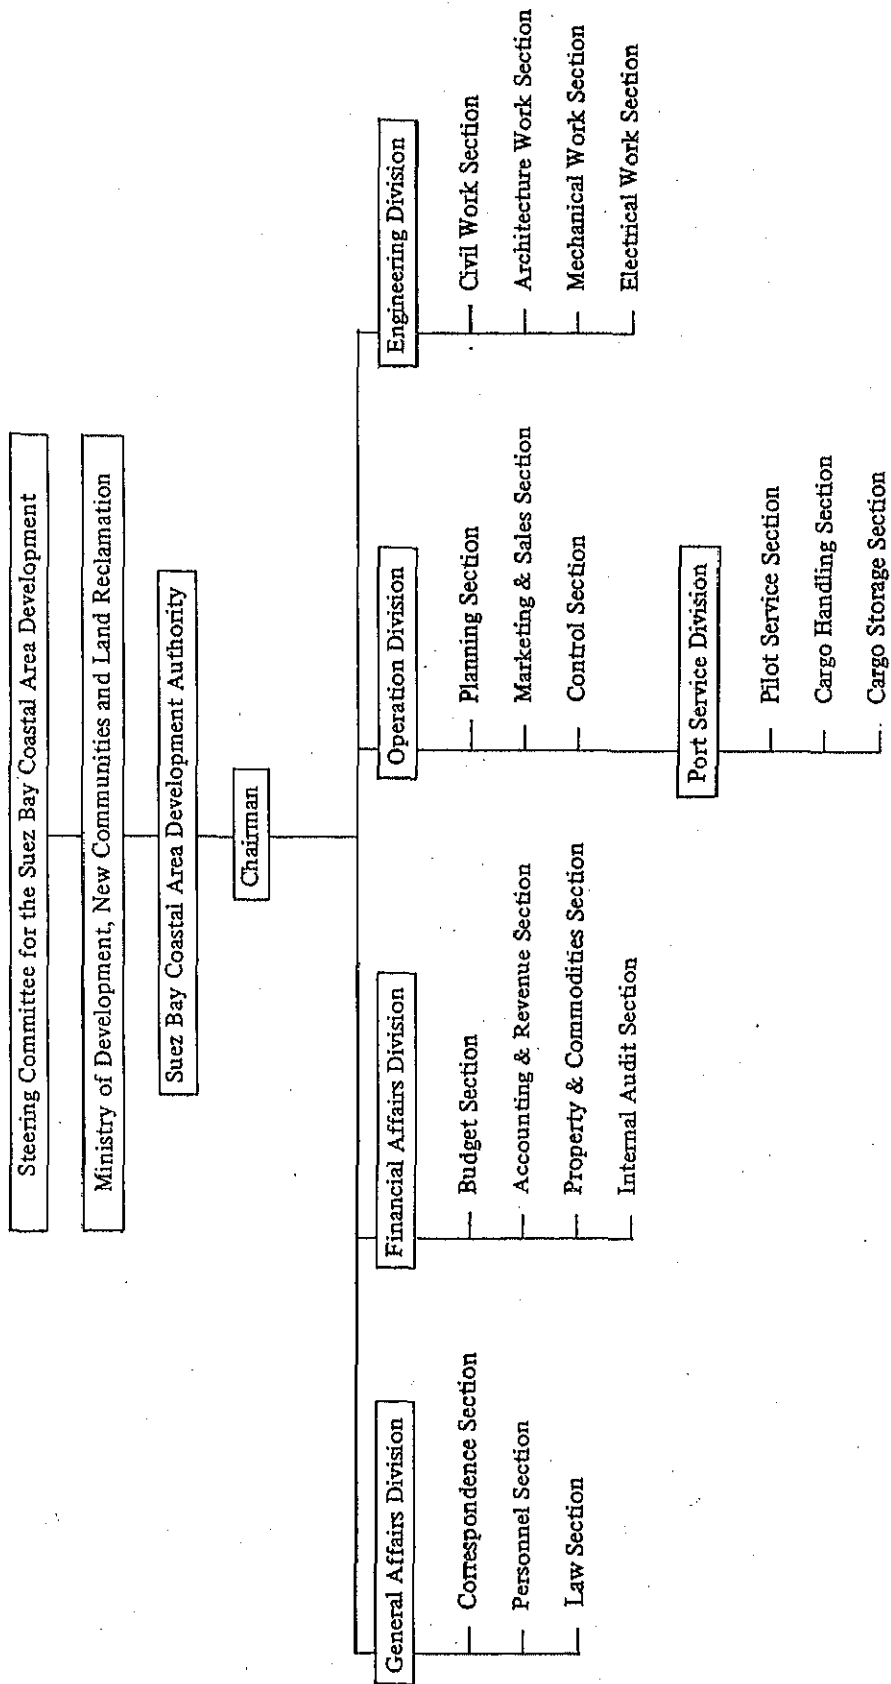 Steering Committee for the Suez Bay Coastal Area Development
Ministry of Development, New Communities and Land Reclamation
Suez Bay Coastal Area Development Authority
Chairman
General Affairs Division
Correspondence Section
Personnel Section
Law Section
Financial Affairs Division
Budget Section
Accounting & Revenue Section
Property & Commodities Section
Internal Audit Section
Operation Division
Planning Section
Marketing & Sales Section
Control Section
Port Service Division
Pilot Service Section
Cargo Handling Section
Cargo Storage Section
Engineering Division
Civil Work Section
Architecture Work Section
Mechanical Work Section
Electrical Work Section